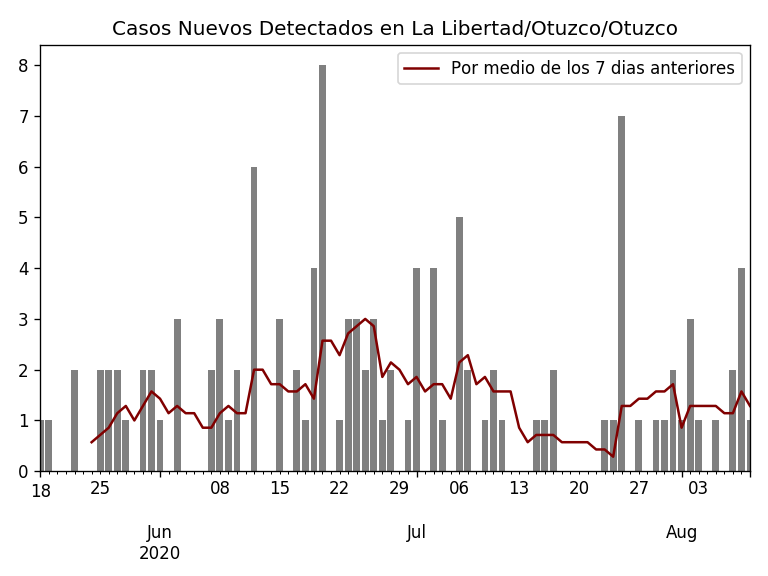 Casos Nuevos Detectados en La Libertad/Otuzco/Otuzco
Por medio de los 7 dias anteriores
8
7
6
5
4
3
2
1
0
18 25 08 15 22 29 06 13 20 27 03
Jun Jul Aug
2020